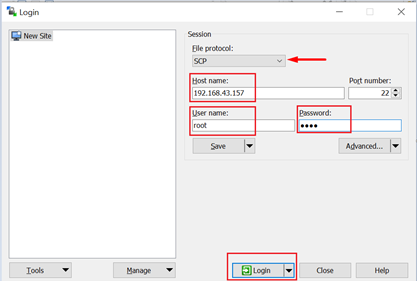 Login
New Site
Session
File protocol:
SCP
Host name:
Port number:
192.168.43.157
22
User name:
Password:
root
••••
Save
Advanced...
Tools
Manage
Login
Close
Help